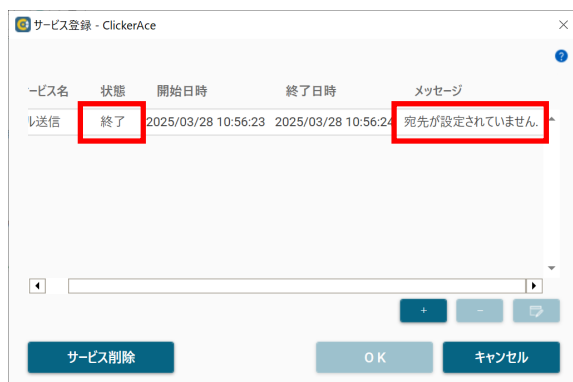 サービス登録 - ClickerAce
?
ービス名 状態 開始日時 終了日時 メッセージ
ル送信 終了 2025/03/28 10:56:23 2025/03/28 10:56:24 宛先が設定されていません.
+ -
サービス削除 OK キャンセル